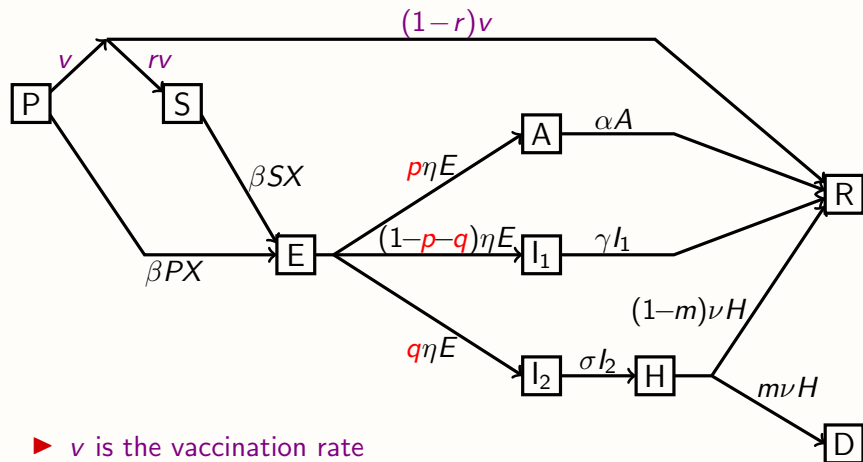 (1−r)v
v
rv
P
S
A
αA
βSX
pηE
R
(1−p−q)ηE
γI₁
E
I₁
βPX
(1−m)νH
qηE
σI₂
I₂
H
mνH
D
▶ v is the vaccination rate